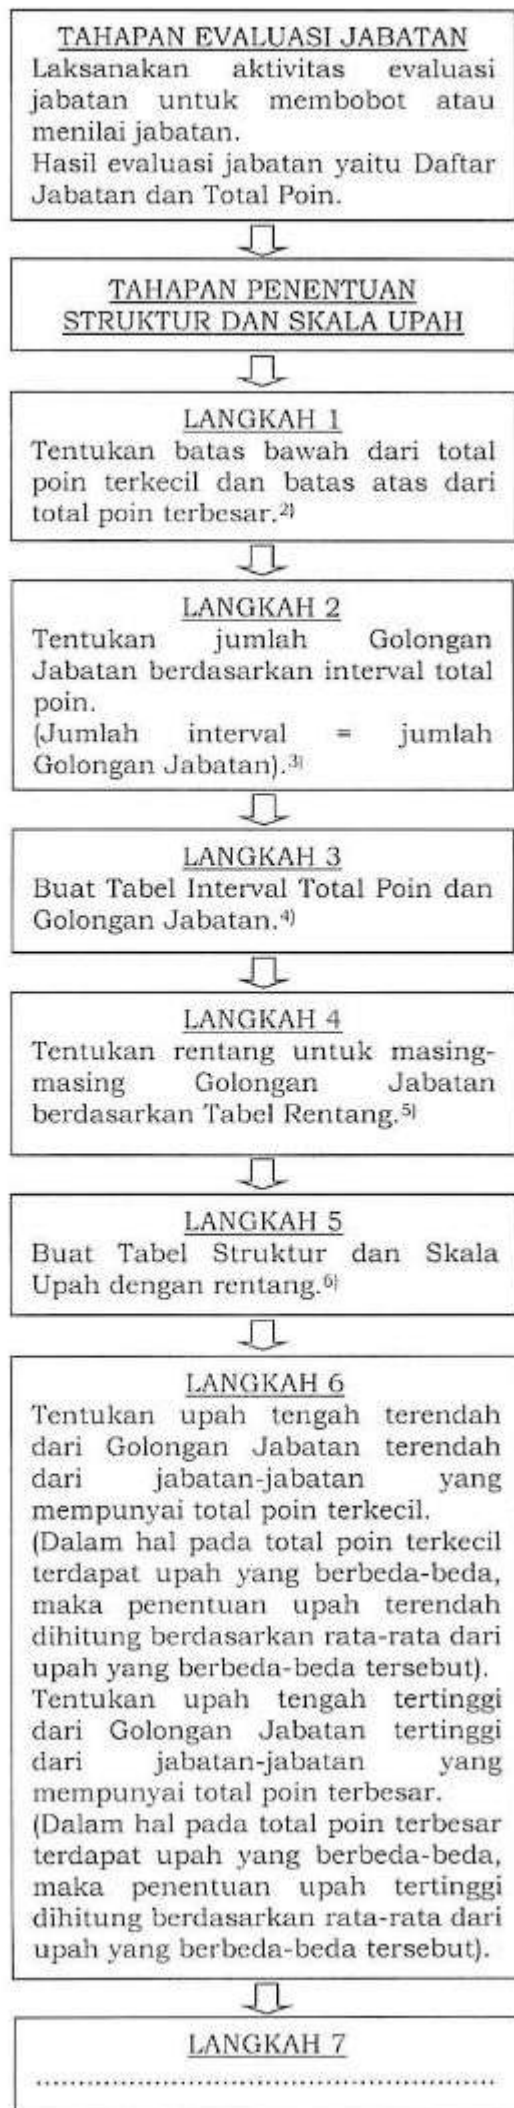 TAHAPAN EVALUASI JABATAN
Laksanakan aktivitas evaluasi
jabatan untuk membobot atau
menilai jabatan.
Hasil evaluasi jabatan yaitu Daftar
Jabatan dan Total Poin.
TAHAPAN PENENTUAN
STRUKTUR DAN SKALA UPAH
LANGKAH 1
Tentukan batas bawah dari total
poin terkecil dan batas atas dari
total poin terbesar.2)
LANGKAH 2
Tentukan jumlah Golongan
Jabatan berdasarkan interval total
poin.
(Jumlah interval = jumlah
Golongan Jabatan).3)
LANGKAH 3
Buat Tabel Interval Total Poin dan
Golongan Jabatan.4)
LANGKAH 4
Tentukan rentang untuk masing-
masing Golongan Jabatan
berdasarkan Tabel Rentang.5)
LANGKAH 5
Buat Tabel Struktur dan Skala
Upah dengan rentang.6)
LANGKAH 6
Tentukan upah tengah terendah
dari Golongan Jabatan terendah
dari jabatan-jabatan yang
mempunyai total poin terkecil.
(Dalam hal pada total poin terkecil
terdapat upah yang berbeda-beda,
maka penentuan upah terendah
dihitung berdasarkan rata-rata dari
upah yang berbeda-beda tersebut).
Tentukan upah tengah tertinggi
dari Golongan Jabatan tertinggi
dari jabatan-jabatan yang
mempunyai total poin terbesar.
(Dalam hal pada total poin terbesar
terdapat upah yang berbeda-beda,
maka penentuan upah tertinggi
dihitung berdasarkan rata-rata dari
upah yang berbeda-beda tersebut).
LANGKAH 7
..................................................